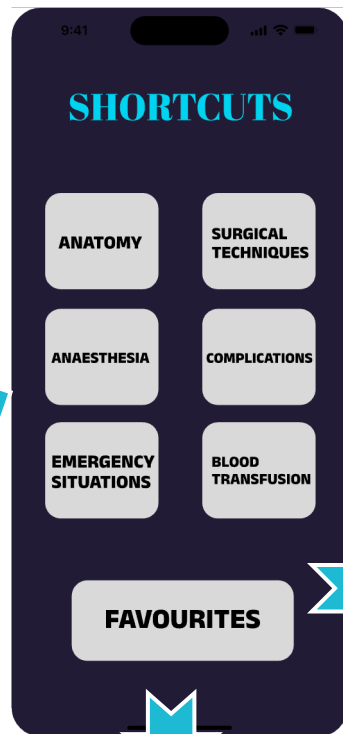 9:41
SHORTCUTS
ANATOMY
SURGICAL
TECHNIQUES
ANAESTHESIA
COMPLICATIONS
EMERGENCY
SITUATIONS
BLOOD
TRANSFUSION
FAVOURITES